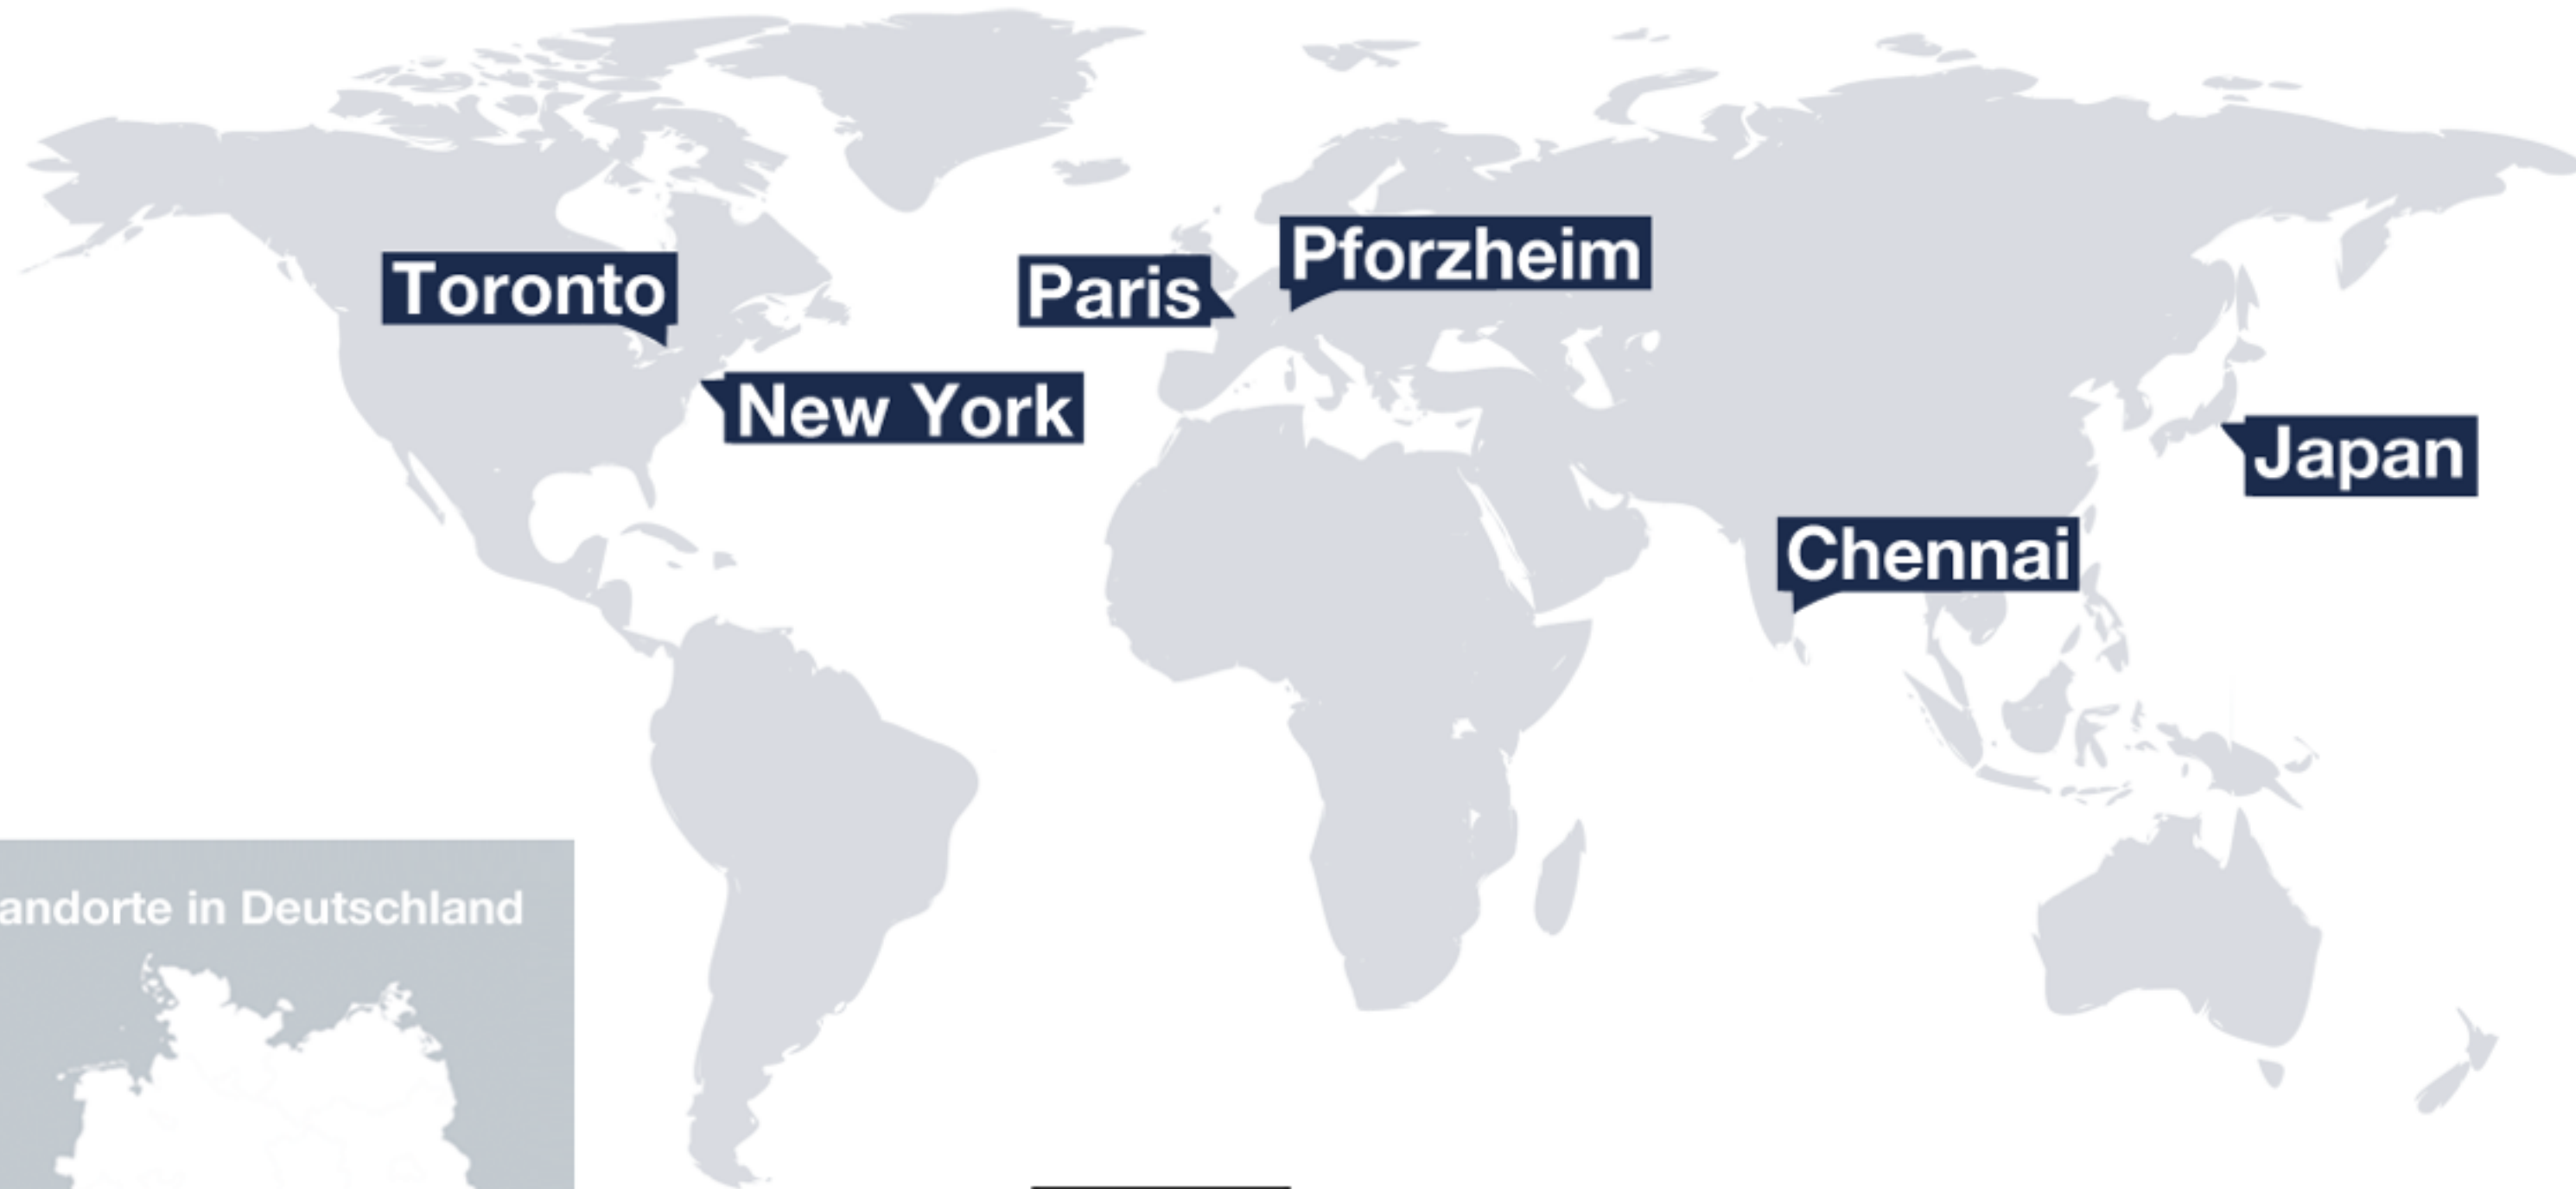 Pforzheim
Toronto
Paris
New York
Japan
Chennai
andorte in Deutschland